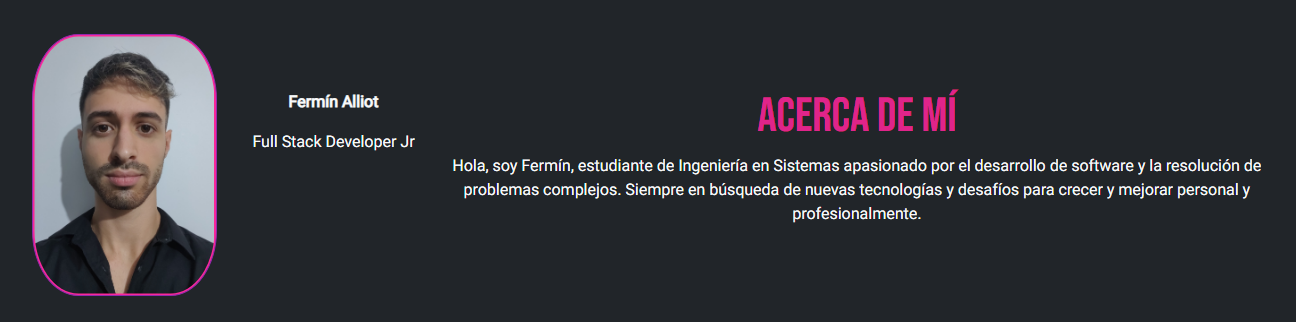 Fermín Alliot
Full Stack Developer Jr
ACERCA DE MÍ
Hola, soy Fermín, estudiante de Ingeniería en Sistemas apasionado por el desarrollo de software y la resolución de
problemas complejos. Siempre en búsqueda de nuevas tecnologías y desafíos para crecer y mejorar personal y
profesionalmente.